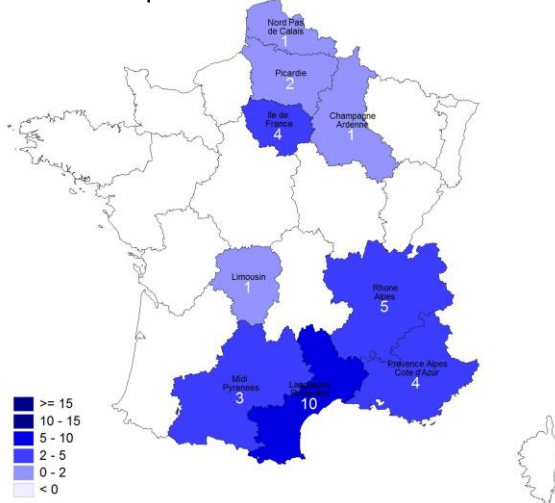 Nord Pas
de Calais
1
Picardie
2
Ile de
France
4
Champagne
Ardenne
1
Limousin
1
Rhone
Alpes
5
Provence Alpes
Cote d'Azur
4
Midi
Pyrenees
3
10
>= 15
10 - 15
5 - 10
2 - 5
0 - 2
< 0